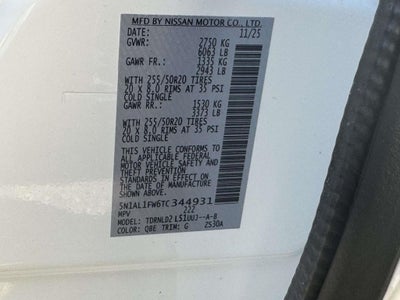 MFD BY NISSAN MOTOR CO., LTD.
DATE: 11/25
GVWR: 2750 KG
6063 LB
GAWR FR.: 1335 KG
2943 LB
WITH 255/50R20 TIRES
20 X 8.0 RIMS AT 35 PSI
COLD SINGLE
GAWR RR.: 1530 KG
3373 LB
WITH 255/50R20 TIRES
20 X 8.0 RIMS AT 35 PSI
COLD SINGLE
THIS VEHICLE CONFORMS TO
ALL APPLICABLE FEDERAL
MOTOR VEHICLE SAFETY AND
THEFT PREVENTION STANDARDS
IN EFFECT ON THE DATE OF
MANUFACTURE SHOWN ABOVE.
5N1AL1FW6TC344931
MPV 222
TYPE: TDRNLD2 L51UUJ--A-B
COLOR: QBE TRIM: G ZS30A